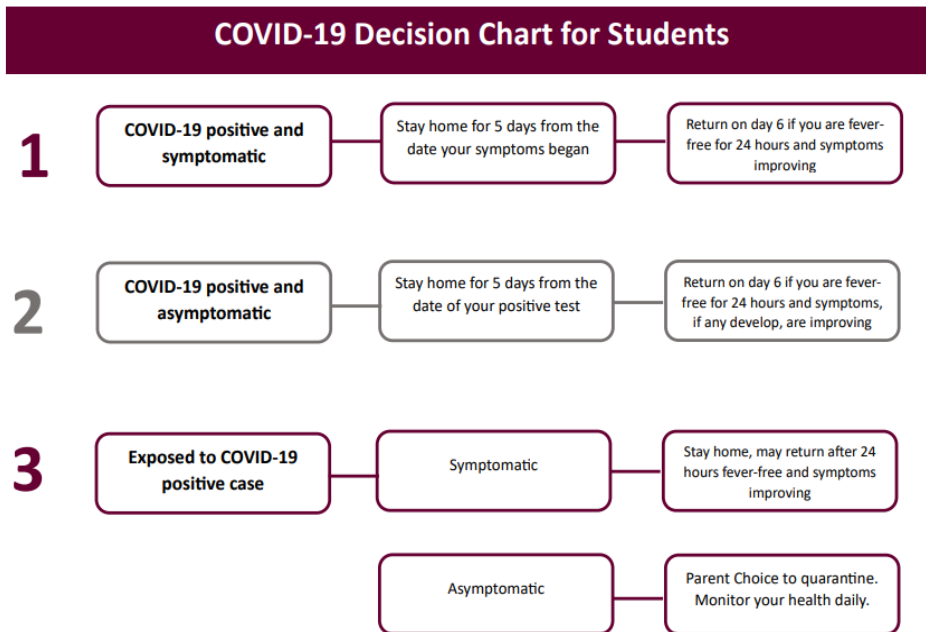 COVID-19 Decision Chart for Students
1
COVID-19 positive and
symptomatic
Stay home for 5 days from the
date your symptoms began
Return on day 6 if you are fever-
free for 24 hours and symptoms
improving
2
COVID-19 positive and
asymptomatic
Stay home for 5 days from the
date of your positive test
Return on day 6 if you are fever-
free for 24 hours and symptoms,
if any develop, are improving
3
Exposed to COVID-19
positive case
Symptomatic
Stay home, may return after 24
hours fever-free and symptoms
improving
Asymptomatic
Parent Choice to quarantine.
Monitor your health daily.